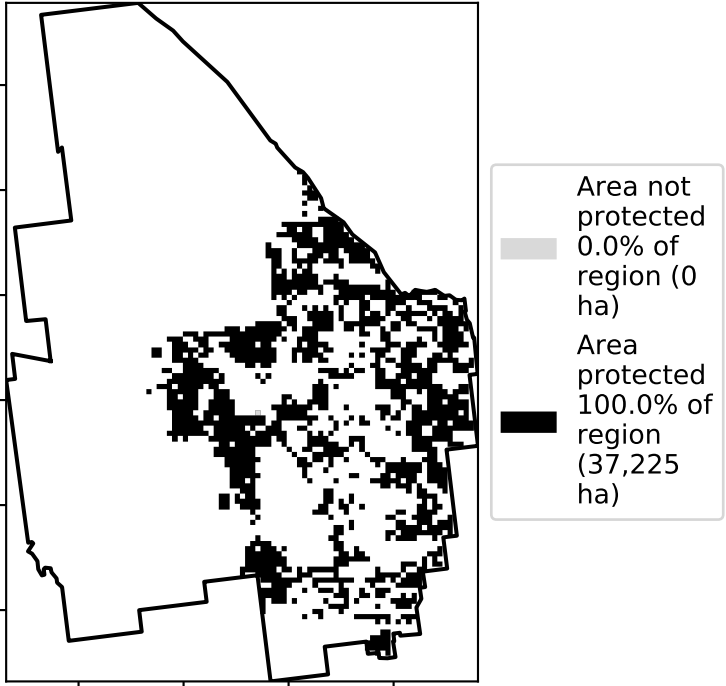 Area not
protected
0.0% of
region (0
ha)
Area
protected
100.0% of
region
(37,225
ha)